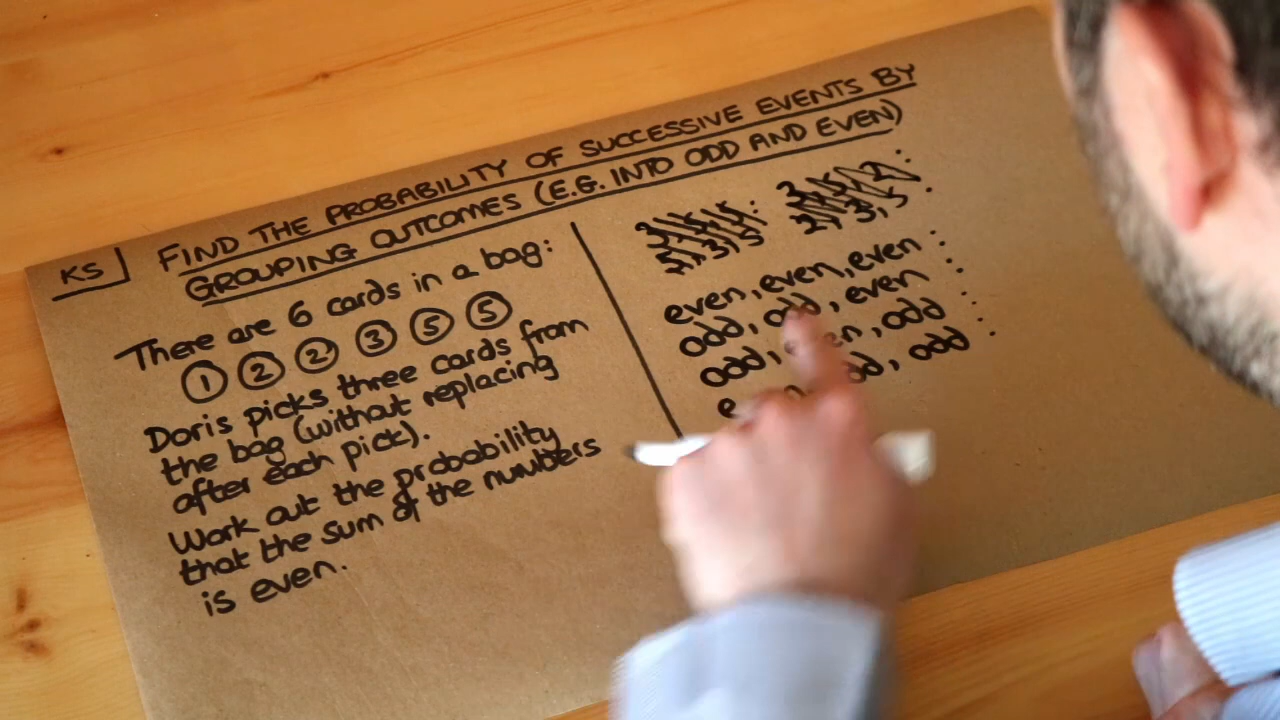 K5
FIND THE PROBABILITY OF SUCCESSIVE EVENTS BY
GROUPING OUTCOMES (E.G. INTO ODD AND EVEN)
There are 6 cards in a bag:
1 2 2 3 5 5
Doris picks three cards from
the bag (without replacing
after each pick).
Work out the probability
that the sum of the numbers
is even.
even, even, even :
odd, odd, even :
odd, , odd :
, odd :